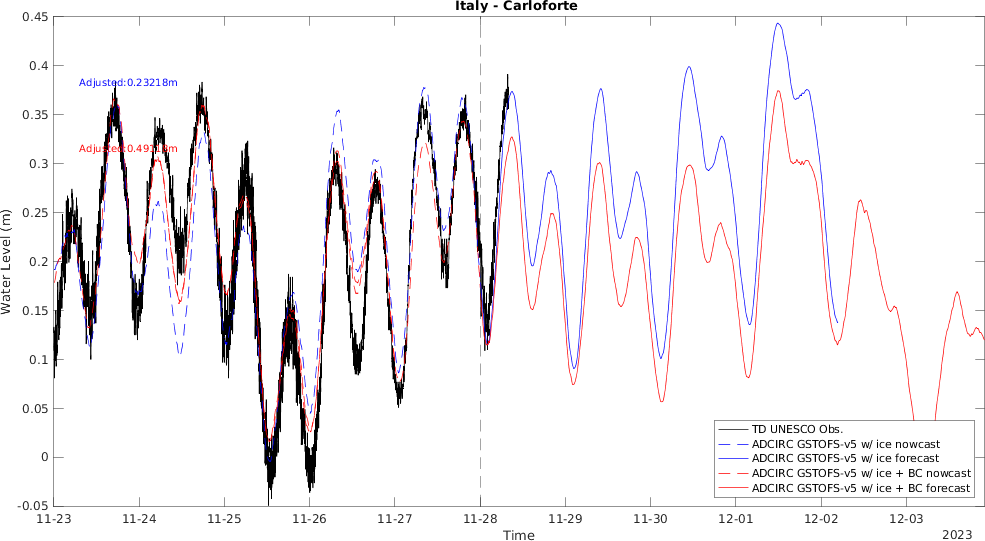 Italy - Carloforte
0.45
0.4
0.35
0.3
0.25
0.2
0.15
0.1
0.05
0
-0.05
Water Level (m)
Adjusted:0.23218m
11-23
11-24
11-25
11-26
11-27
11-28
11-29
11-30
12-01
12-02
12-03
Time
2023
TD UNESCO Obs.
ADCIRC GSTOFS-v5 w/ ice nowcast
ADCIRC GSTOFS-v5 w/ ice forecast
ADCIRC GSTOFS-v5 w/ ice + BC nowcast
ADCIRC GSTOFS-v5 w/ ice + BC forecast